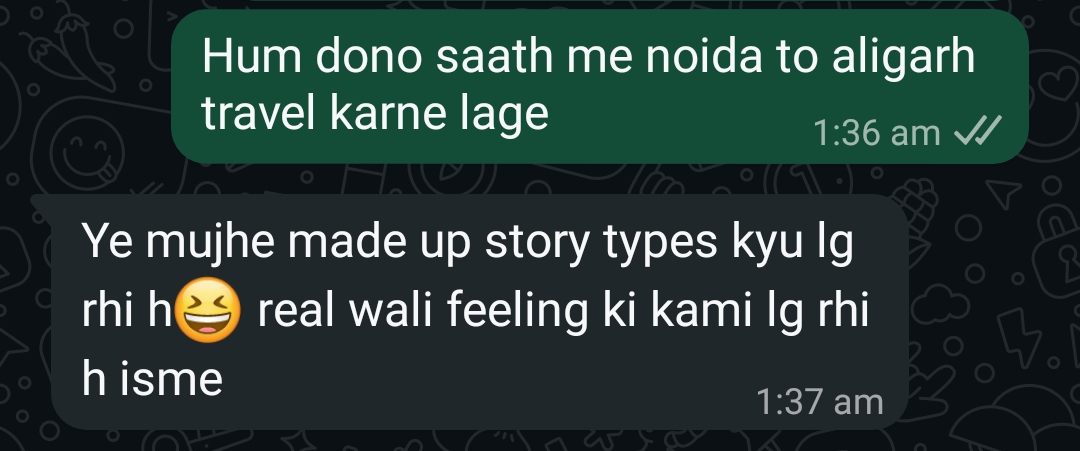 Hum dono saath me noida to aligarh
travel karne lage
1:36 am
Ye mujhe made up story types kyu lg
rhi h😆 real wali feeling ki kami lg rhi
h isme
1:37 am